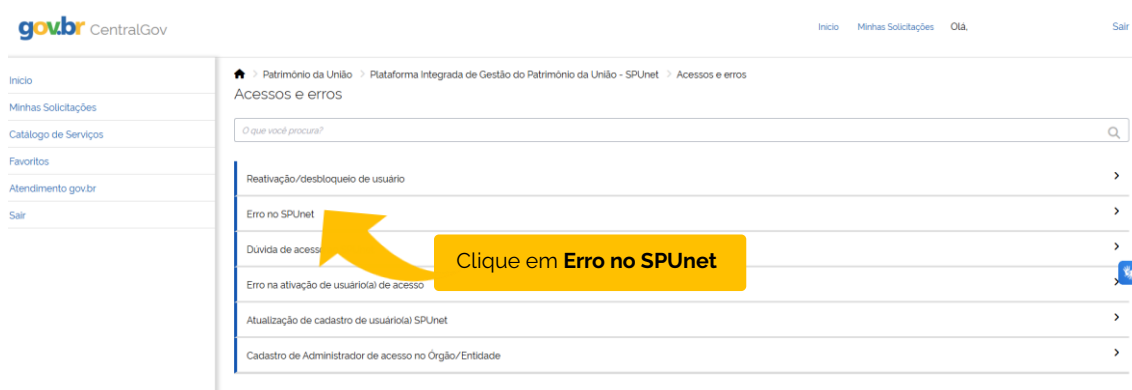 gov.br CentralGov
Inicio Minhas Solicitações Olá, Sair
Inicio
Minhas Solicitações
Catálogo de Serviços
Favoritos
Atendimento gov.br
Sair
Patrimônio da União > Plataforma Integrada de Gestão do Patrimônio da União - SPUnet > Acessos e erros
Acessos e erros
O que você procura?
Reativação/desbloqueio de usuário
Erro no SPUnet
Dúvida de acesso
Clique em Erro no SPUnet
Erro na ativação de usuário(a) de acesso
Atualização de cadastro de usuário(a) SPUnet
Cadastro de Administrador de acesso no Órgão/Entidade